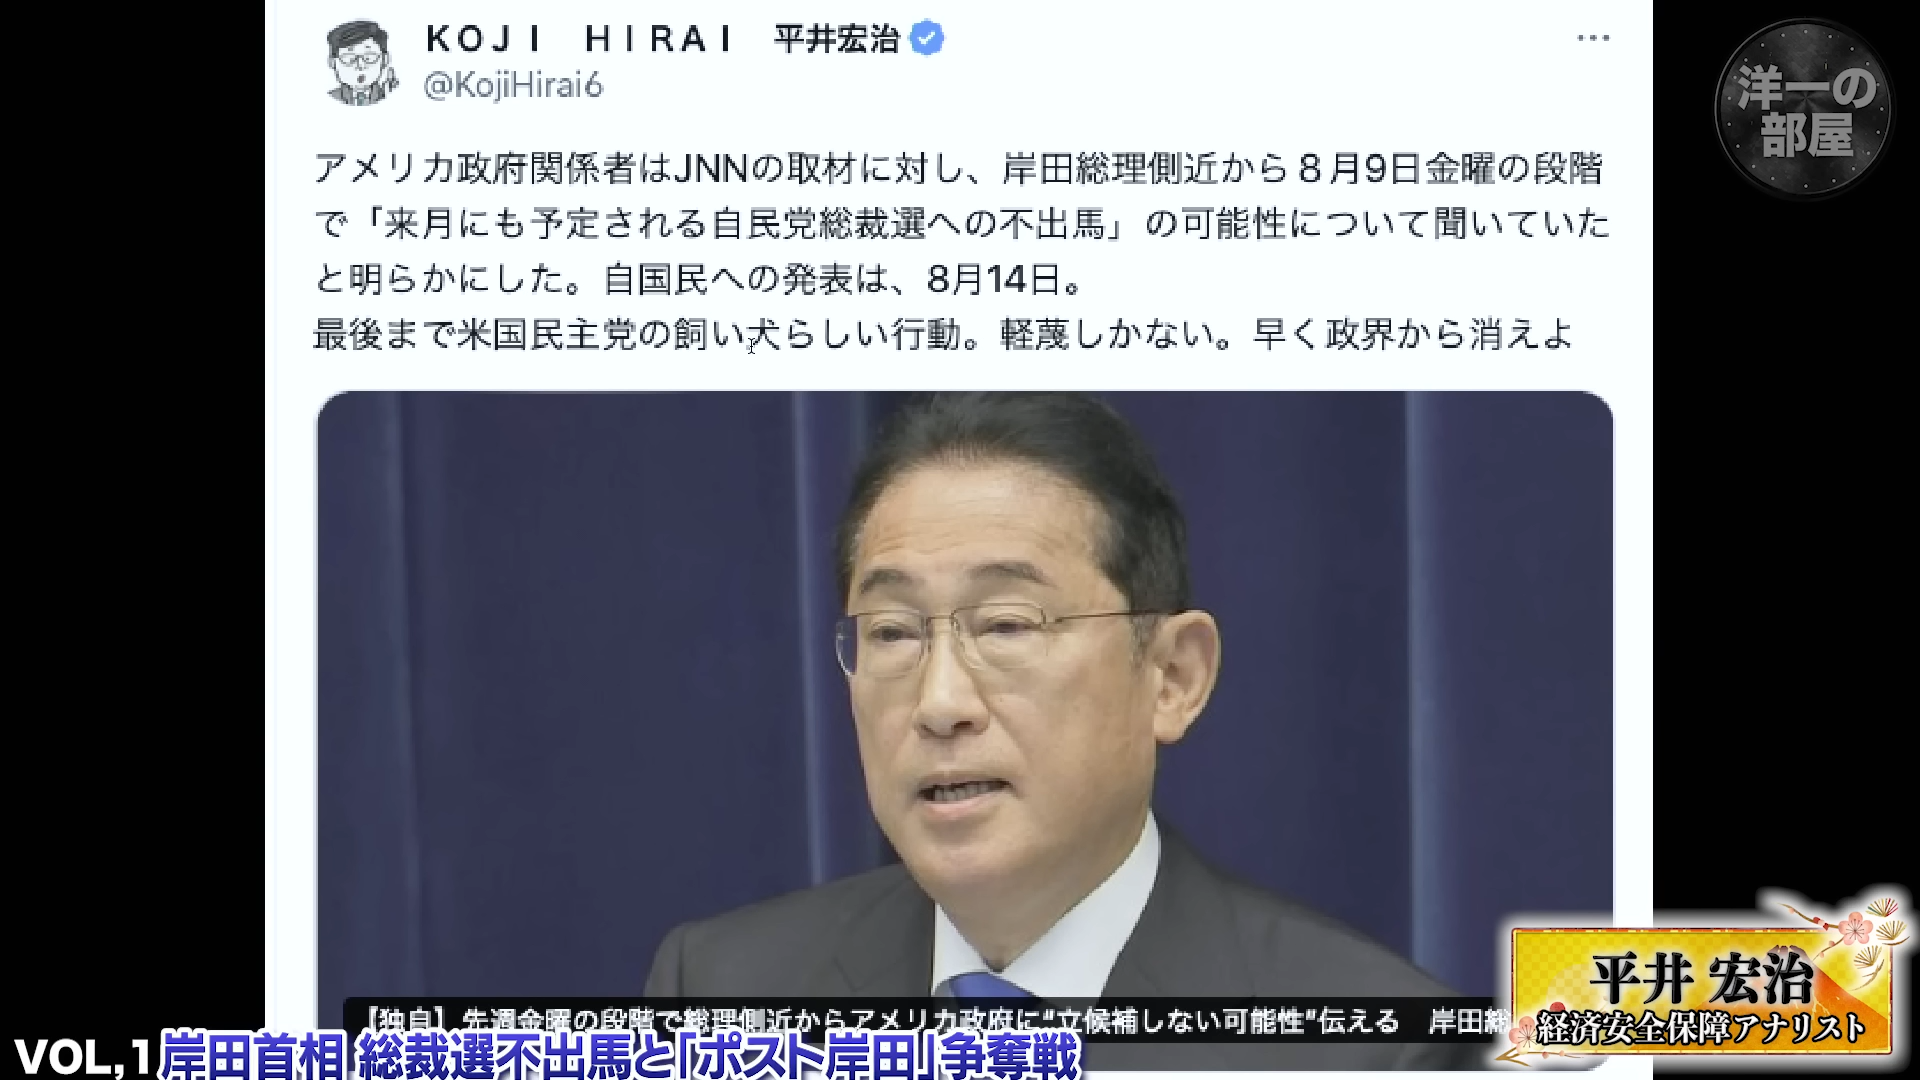 KOJI HIRAI 平井宏治
@KojiHirai6
洋一の
部屋
アメリカ政府関係者はJNNの取材に対し、岸田総理側近から８月9日金曜の段階
で「来月にも予定される自民党総裁選への不出馬」の可能性について聞いていた
と明らかにした。自国民への発表は、8月14日。
最後まで米国民主党の飼い犬らしい行動。軽蔑しかない。早く政界から消えよ
【独自】先週金曜の段階で総理側近からアメリカ政府に“立候補しない可能性”伝える　岸田総
平井 宏治
経済安全保障アナリスト
VOL,1岸田首相 総裁選不出馬と｢ポスト岸田｣争奪戦